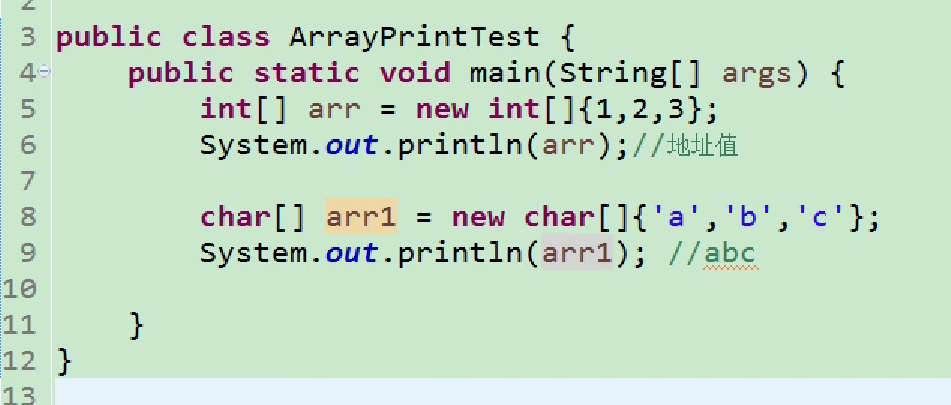 2
3 public class ArrayPrintTest {
4 public static void main(String[] args) {
5 int[] arr = new int[]{1,2,3};
6 System.out.println(arr);//地址值
7
8 char[] arr1 = new char[]{'a','b','c'};
9 System.out.println(arr1); //abc
10
11 }
12 }
13